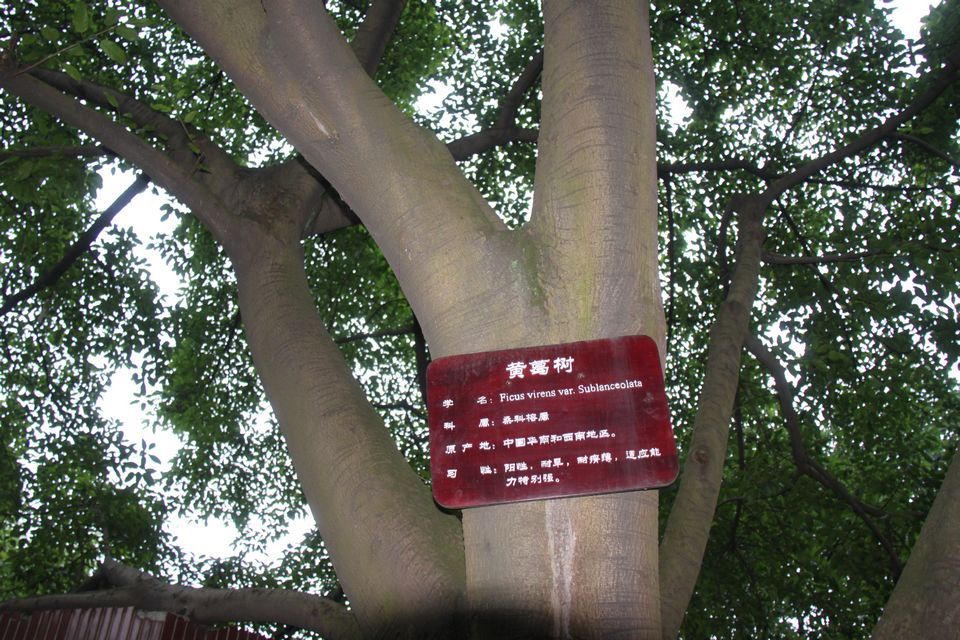 黄葛树
学 名：Ficus virens var. Sublanceolata
科 属：桑科榕属
原产地：中国华南和西南地区。
习 性：阳性，耐旱，耐瘠薄，适应能
力特别强。